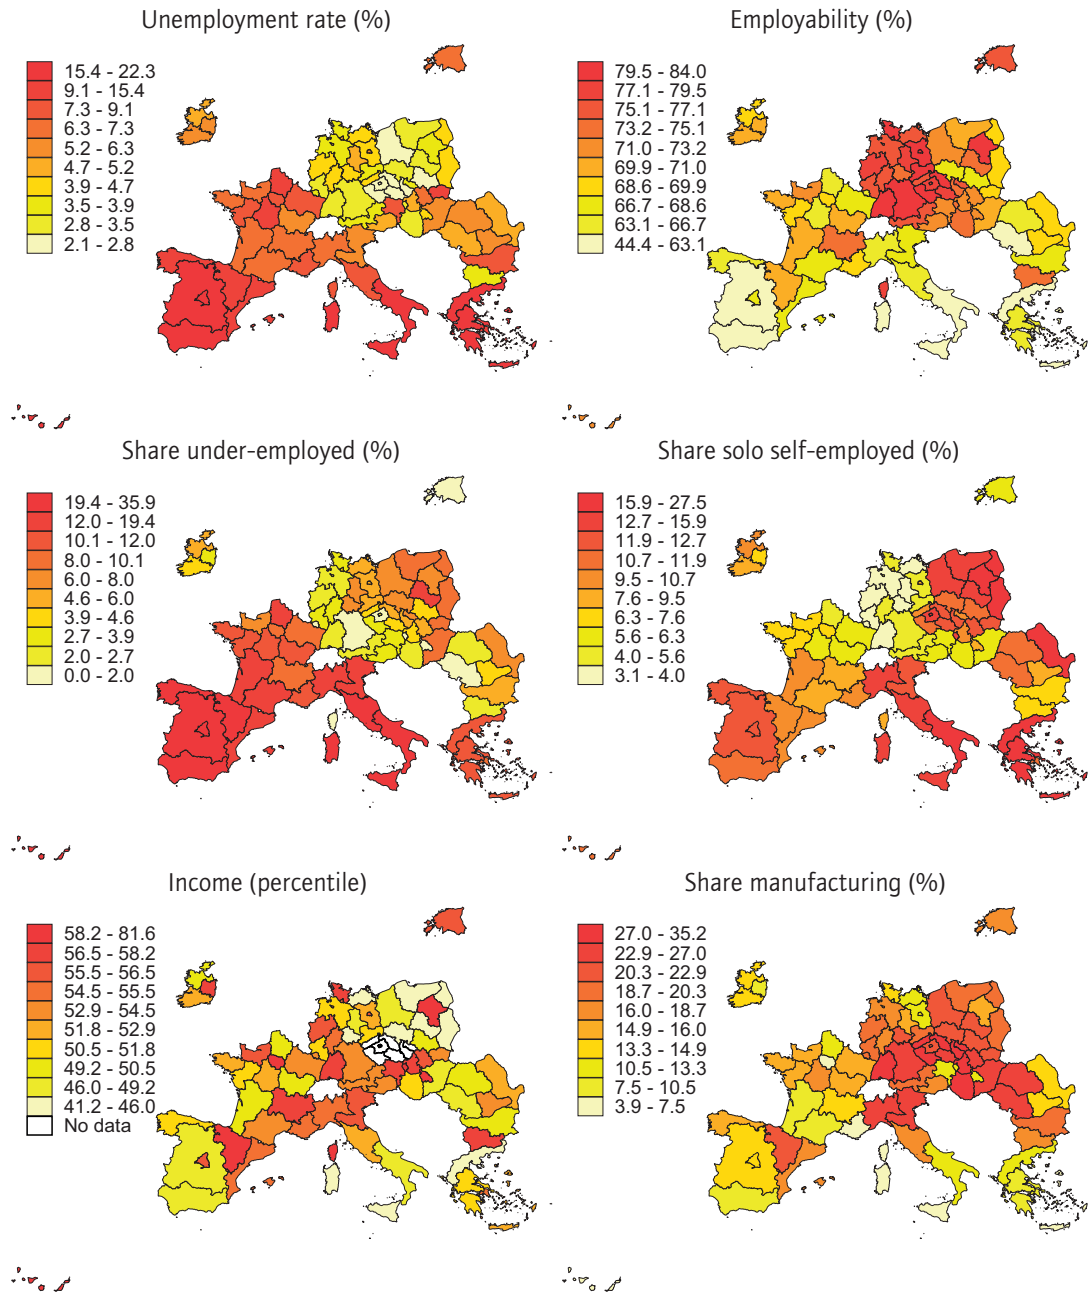 Unemployment rate (%)
15.4 - 22.3
9.1 - 15.4
7.3 - 9.1
6.3 - 7.3
5.2 - 6.3
4.7 - 5.2
3.9 - 4.7
3.5 - 3.9
2.8 - 3.5
2.1 - 2.8
Employability (%)
79.5 - 84.0
77.1 - 79.5
75.1 - 77.1
73.2 - 75.1
71.0 - 73.2
69.9 - 71.0
68.6 - 69.9
66.7 - 68.6
63.1 - 66.7
44.4 - 63.1
Share under-employed (%)
19.4 - 35.9
12.0 - 19.4
10.1 - 12.0
8.0 - 10.1
6.0 - 8.0
4.6 - 6.0
3.9 - 4.6
2.7 - 3.9
2.0 - 2.7
0.0 - 2.0
Share solo self-employed (%)
15.9 - 27.5
12.7 - 15.9
11.9 - 12.7
10.7 - 11.9
9.5 - 10.7
7.6 - 9.5
6.3 - 7.6
5.6 - 6.3
4.0 - 5.6
3.1 - 4.0
Income (percentile)
58.2 - 81.6
56.5 - 58.2
55.5 - 56.5
54.5 - 55.5
52.9 - 54.5
51.8 - 52.9
50.5 - 51.8
49.2 - 50.5
46.0 - 49.2
41.2 - 46.0
No data
Share manufacturing (%)
27.0 - 35.2
22.9 - 27.0
20.3 - 22.9
18.7 - 20.3
16.0 - 18.7
14.9 - 16.0
13.3 - 14.9
10.5 - 13.3
7.5 - 10.5
3.9 - 7.5